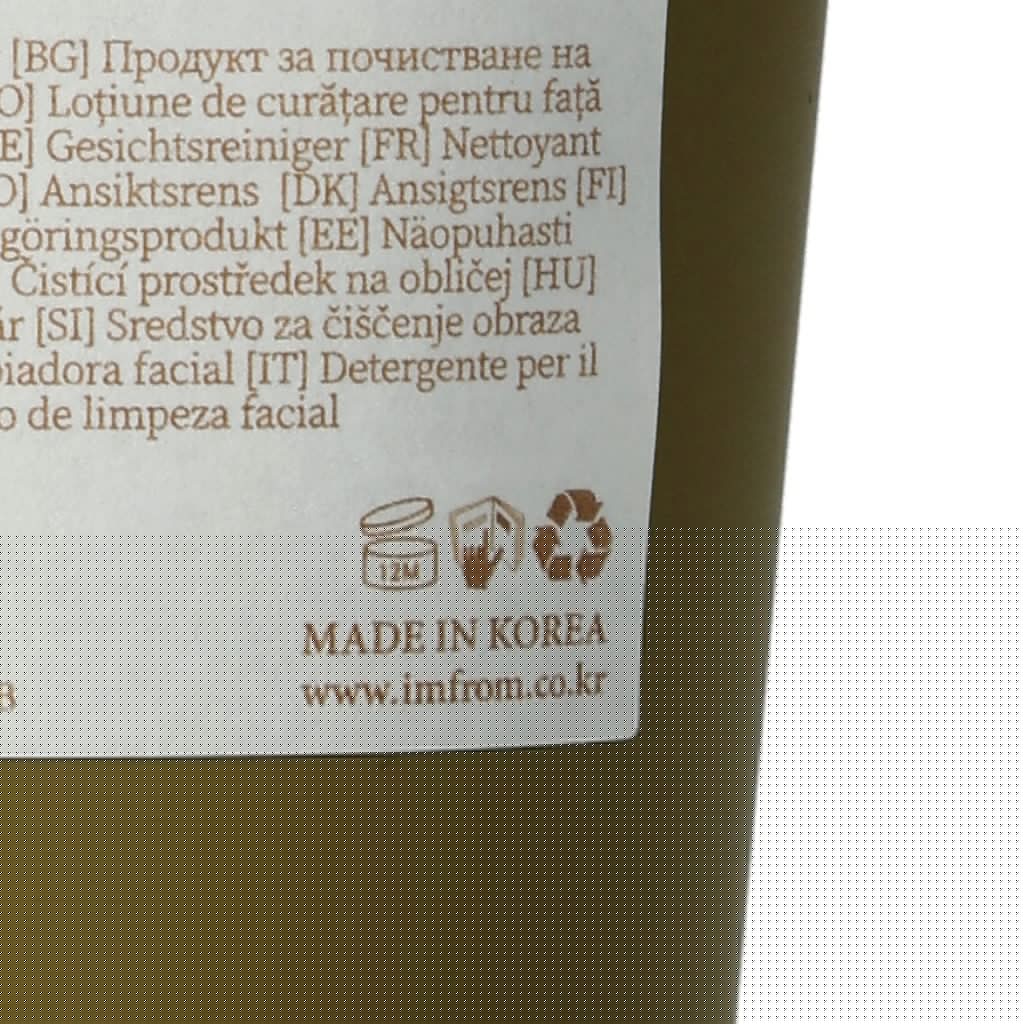 [BG] Продукт за почистване на
O] Loțiune de curățare pentru față
E] Gesichtsreiniger [FR] Nettoyant
O] Ansiktsrens [DK] Ansigtsrens [FI]
göringsprodukt [EE] Näopuhasti
Čistící prostředek na obličej [HU]
ár [SI] Sredstvo za čiščenje obraza
iadora facial [IT] Detergente per il
o de limpeza facial
12M
MADE IN KOREA
www.imfrom.co.kr